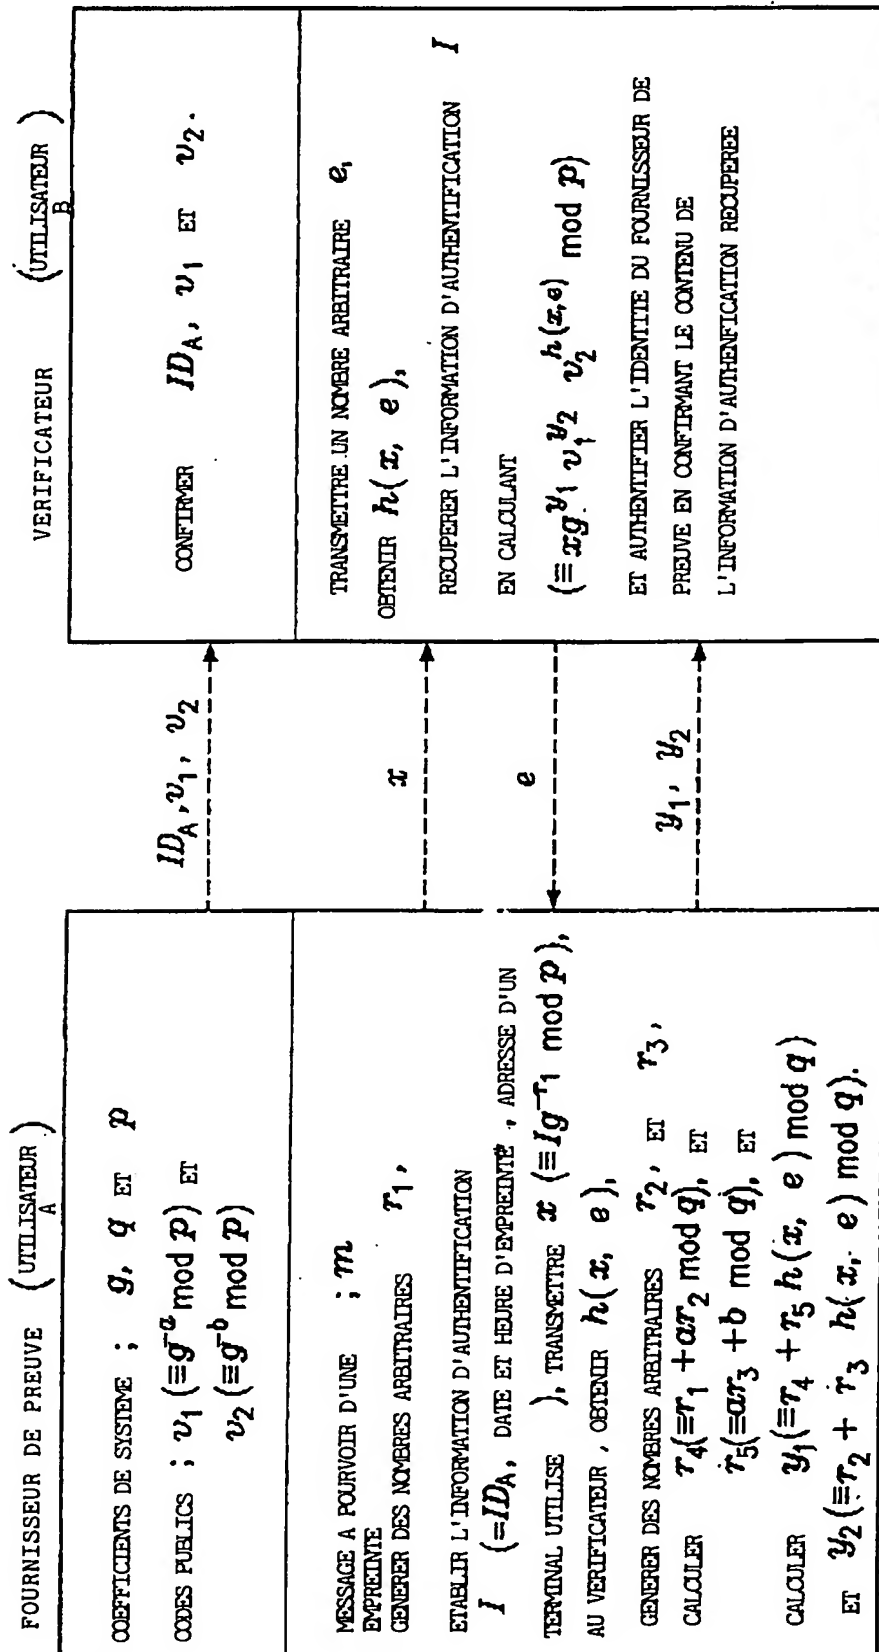 FOURNISSEUR DE PREUVE (UTILISATEUR A)
COEFFICIENTS DE SYSTEME ; g, q ET p
CODES PUBLICS ; v₁ (≡g⁻ᵃ mod p) ET
v₂ (≡g⁻ᵇ mod p)
MESSAGE A POURVOIR D'UNE ; m
EMPREINTE
GENERER DES NOMBRES ARBITRAIRES r₁,
ETABLIR L'INFORMATION D'AUTHENTIFICATION
I (=ID_A, DATE ET HEURE D'EMPREINTE, ADRESSE D'UN
TERMINAL UTILISE ), TRANSMETTRE x (≡Ig^-r₁ mod p),
AU VERIFICATEUR, OBTENIR h(x, e),
GENERER DES NOMBRES ARBITRAIRES r₂, ET r₃,
CALCULER r₄(≡r₁ +ar₂ mod q), ET
r₅(≡ar₃ + b mod q), ET
CALCULER y₁(≡r₄ + r₅ h(x, e) mod q)
ET y₂(≡r₂ + r₃ h(x, e) mod q).
ID_A, v₁, v₂
x
e
y₁, y₂
VERIFICATEUR (UTILISATEUR B)
CONFIRMER ID_A, v₁ ET v₂.
TRANSMETTRE UN NOMBRE ARBITRAIRE e,
OBTENIR h(x, e),
RECUPERER L'INFORMATION D'AUTHENTIFICATION I
EN CALCULANT
(≡xg^y₁ v₁^y₂ v₂^h(x,e) mod p)
ET AUTHENTIFIER L'IDENTITE DU FOURNISSEUR DE
PREUVE EN CONFIRMANT LE CONTENU DE
L'INFORMATION D'AUTHENFICATION RECUPEREE